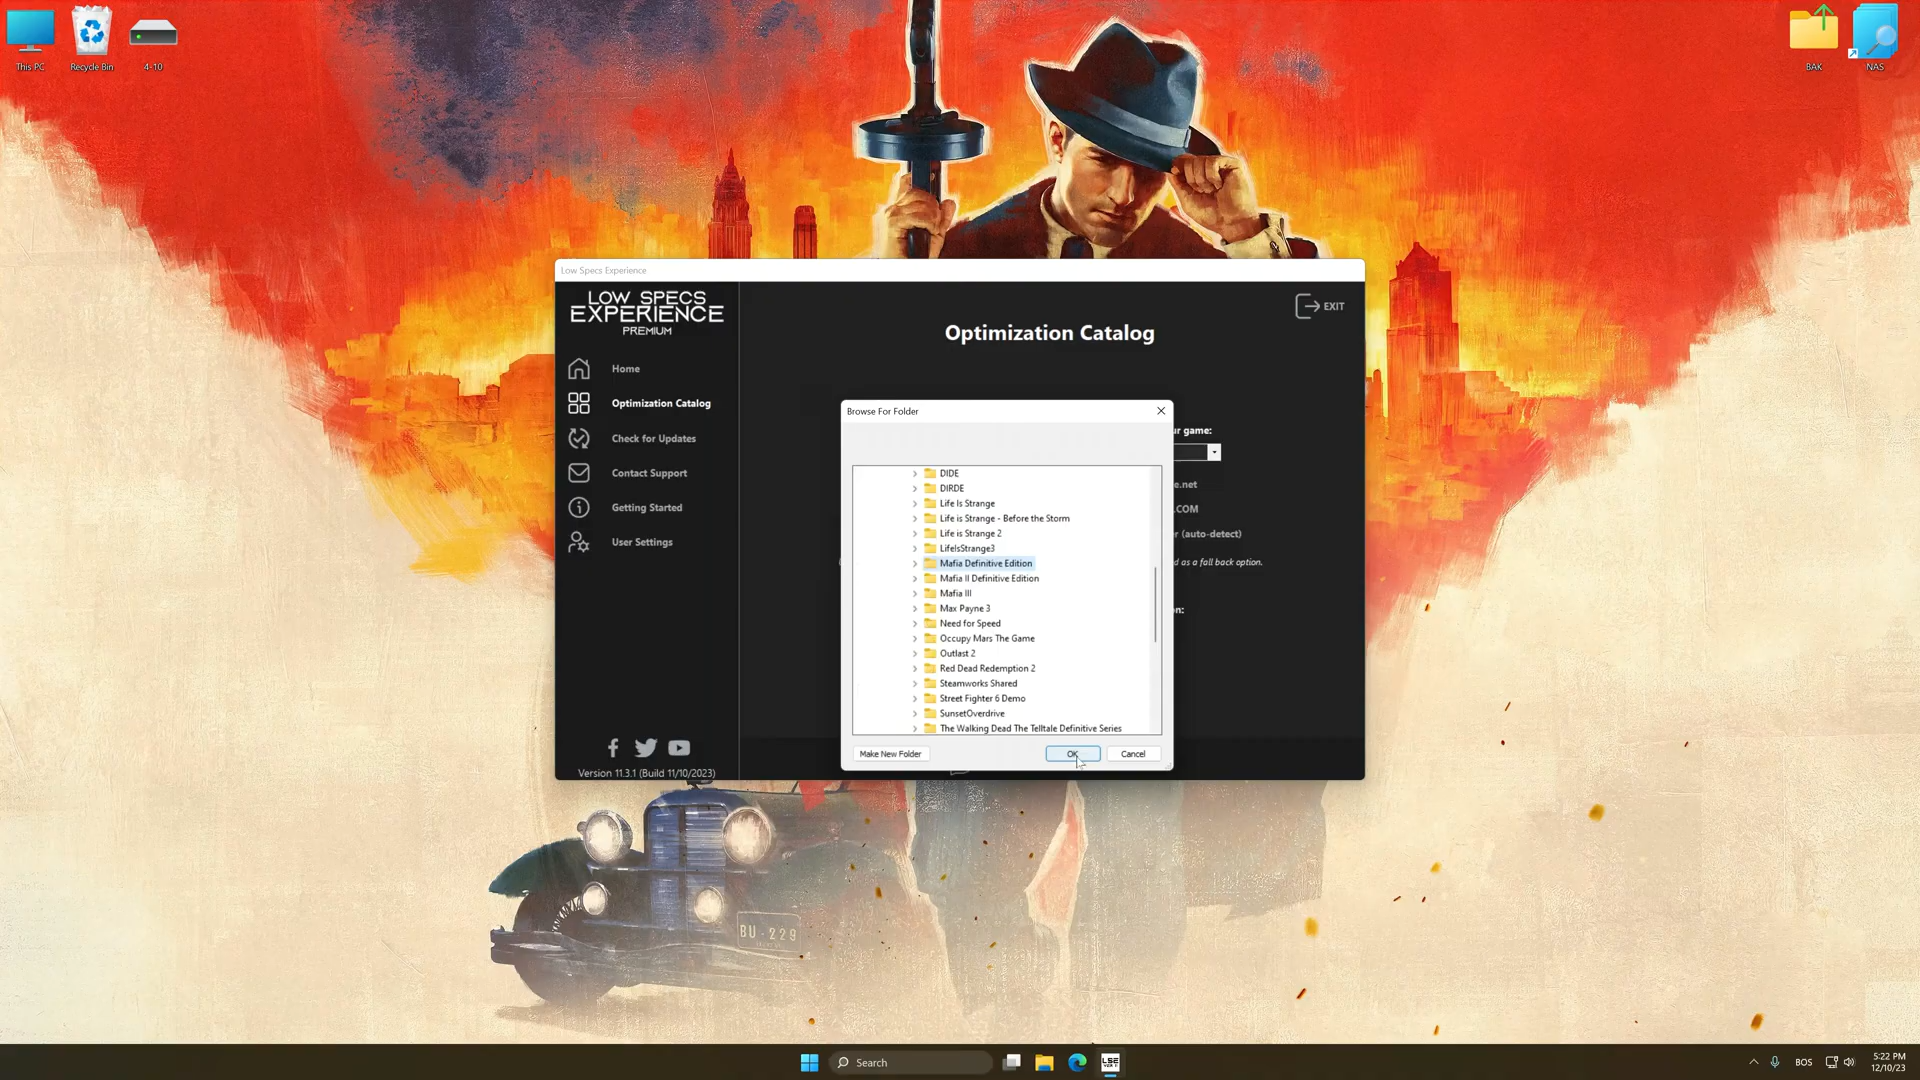 This PC
Recycle Bin
4-10
BAK
NAS
Low Specs Experience
LOW SPECS
EXPERIENCE
PREMIUM
EXIT
Optimization Catalog
Home
Optimization Catalog
Check for Updates
Contact Support
Getting Started
User Settings
Version 11.3.1 (Build 11/10/2023)
Browse For Folder
ur game:
e.net
.COM
r (auto-detect)
d as a fall back option.
n:
DIDE
DIRDE
Life Is Strange
Life is Strange - Before the Storm
Life is Strange 2
LifeIsStrange3
Mafia Definitive Edition
Mafia II Definitive Edition
Mafia III
Max Payne 3
Need for Speed
Occupy Mars The Game
Outlast 2
Red Dead Redemption 2
Steamworks Shared
Street Fighter 6 Demo
SunsetOverdrive
The Walking Dead The Telltale Definitive Series
Make New Folder
OK
Cancel
BU-229
Search
LSE
BOS
5:22 PM
12/10/23